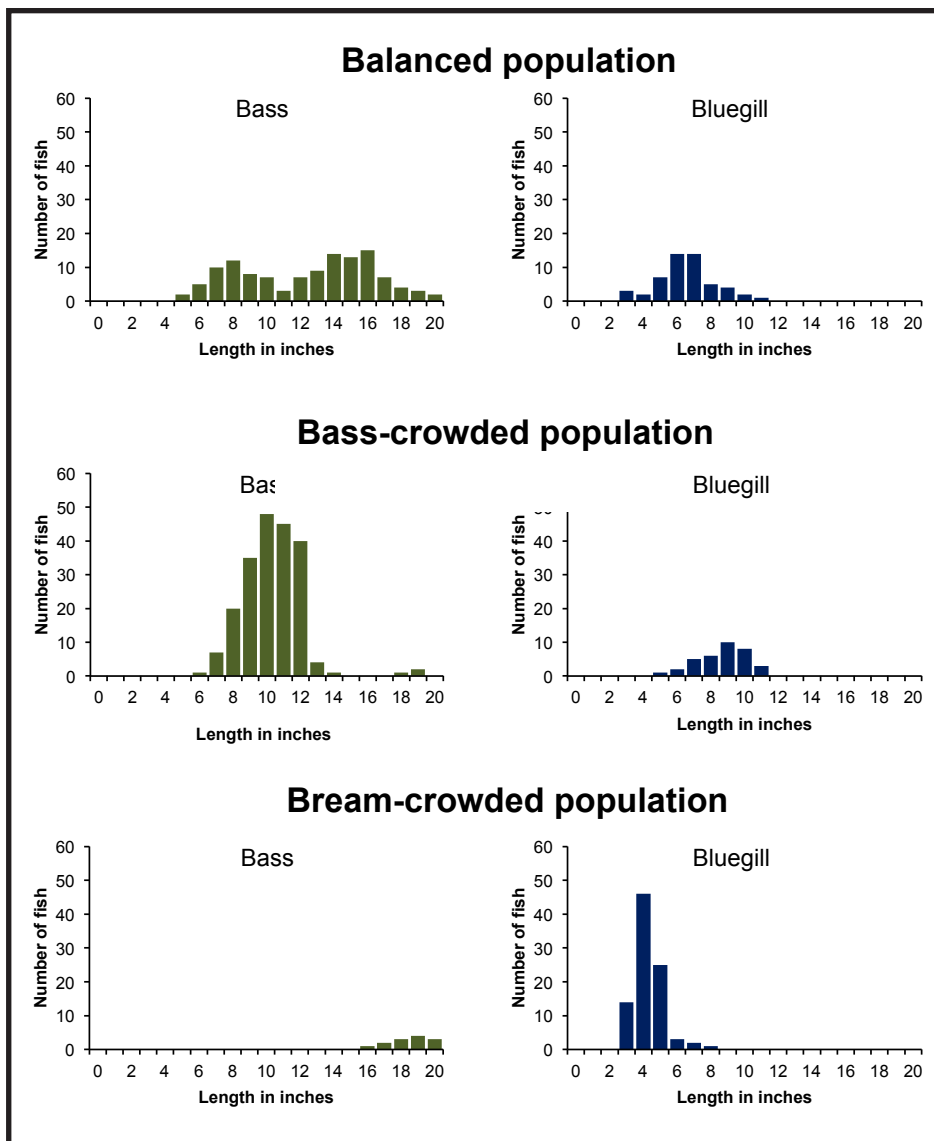 Balanced population
Bass
Number of fish
60
50
40
30
20
10
0
0 2 4 6 8 10 12 14 16 18 20
Length in inches
Bluegill
Number of fish
60
50
40
30
20
10
0
0 2 4 6 8 10 12 14 16 18 20
Length in inches
Bass-crowded population
Bas
Number of fish
60
50
40
30
20
10
0
0 2 4 6 8 10 12 14 16 18 20
Length in inches
Bluegill
Number of fish
40
30
20
10
0
0 2 4 6 8 10 12 14 16 18 20
Length in inches
Bream-crowded population
Bass
Number of fish
60
50
40
30
20
10
0
0 2 4 6 8 10 12 14 16 18 20
Length in inches
Bluegill
Number of fish
60
50
40
30
20
10
0
0 2 4 6 8 10 12 14 16 18 20
Length in inches